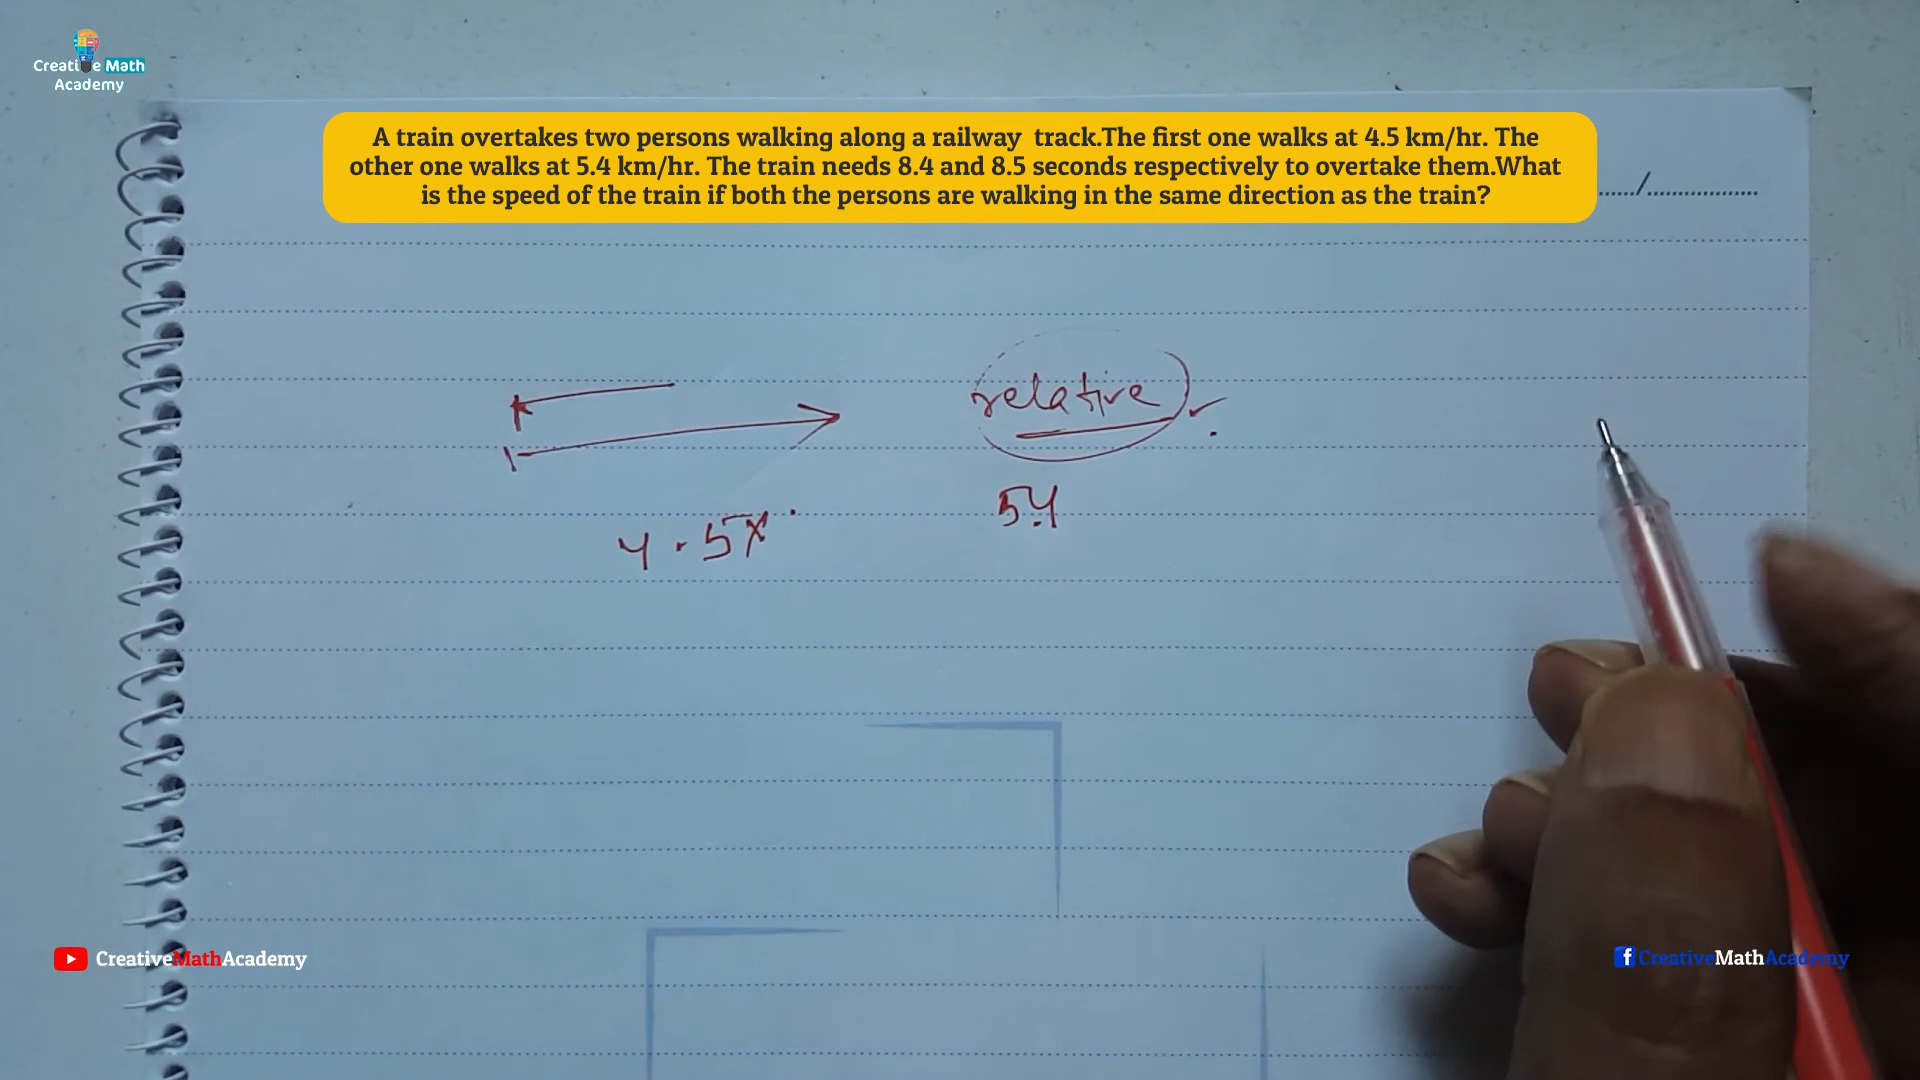 Creative Math
Academy
A train overtakes two persons walking along a railway track.The first one walks at 4.5 km/hr. The
other one walks at 5.4 km/hr. The train needs 8.4 and 8.5 seconds respectively to overtake them.What
is the speed of the train if both the persons are walking in the same direction as the train?
....../..................
relative
5.4
4.5x
CreativeMathAcademy
CreativeMathAcademy